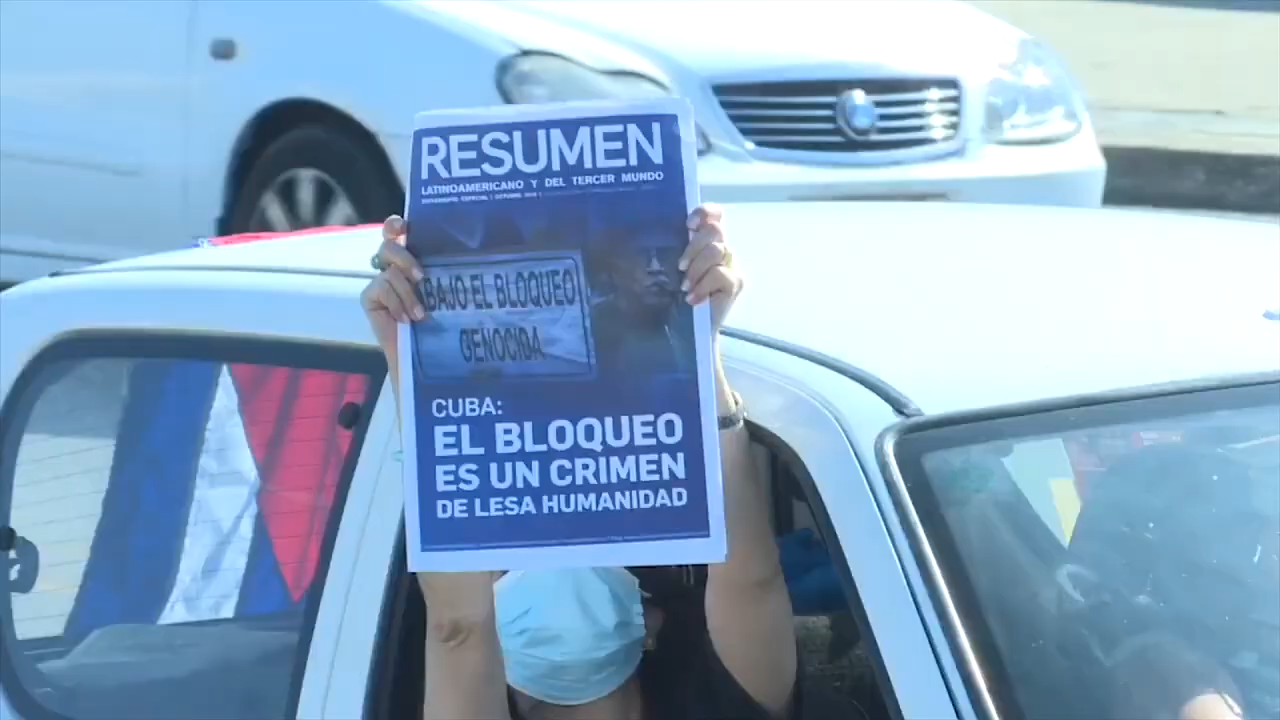 RESUMEN
LATINOAMERICANO Y DEL TERCER MUNDO
ABAJO EL BLOQUEO
GENOCIDA
CUBA:
EL BLOQUEO
ES UN CRIMEN
DE LESA HUMANIDAD